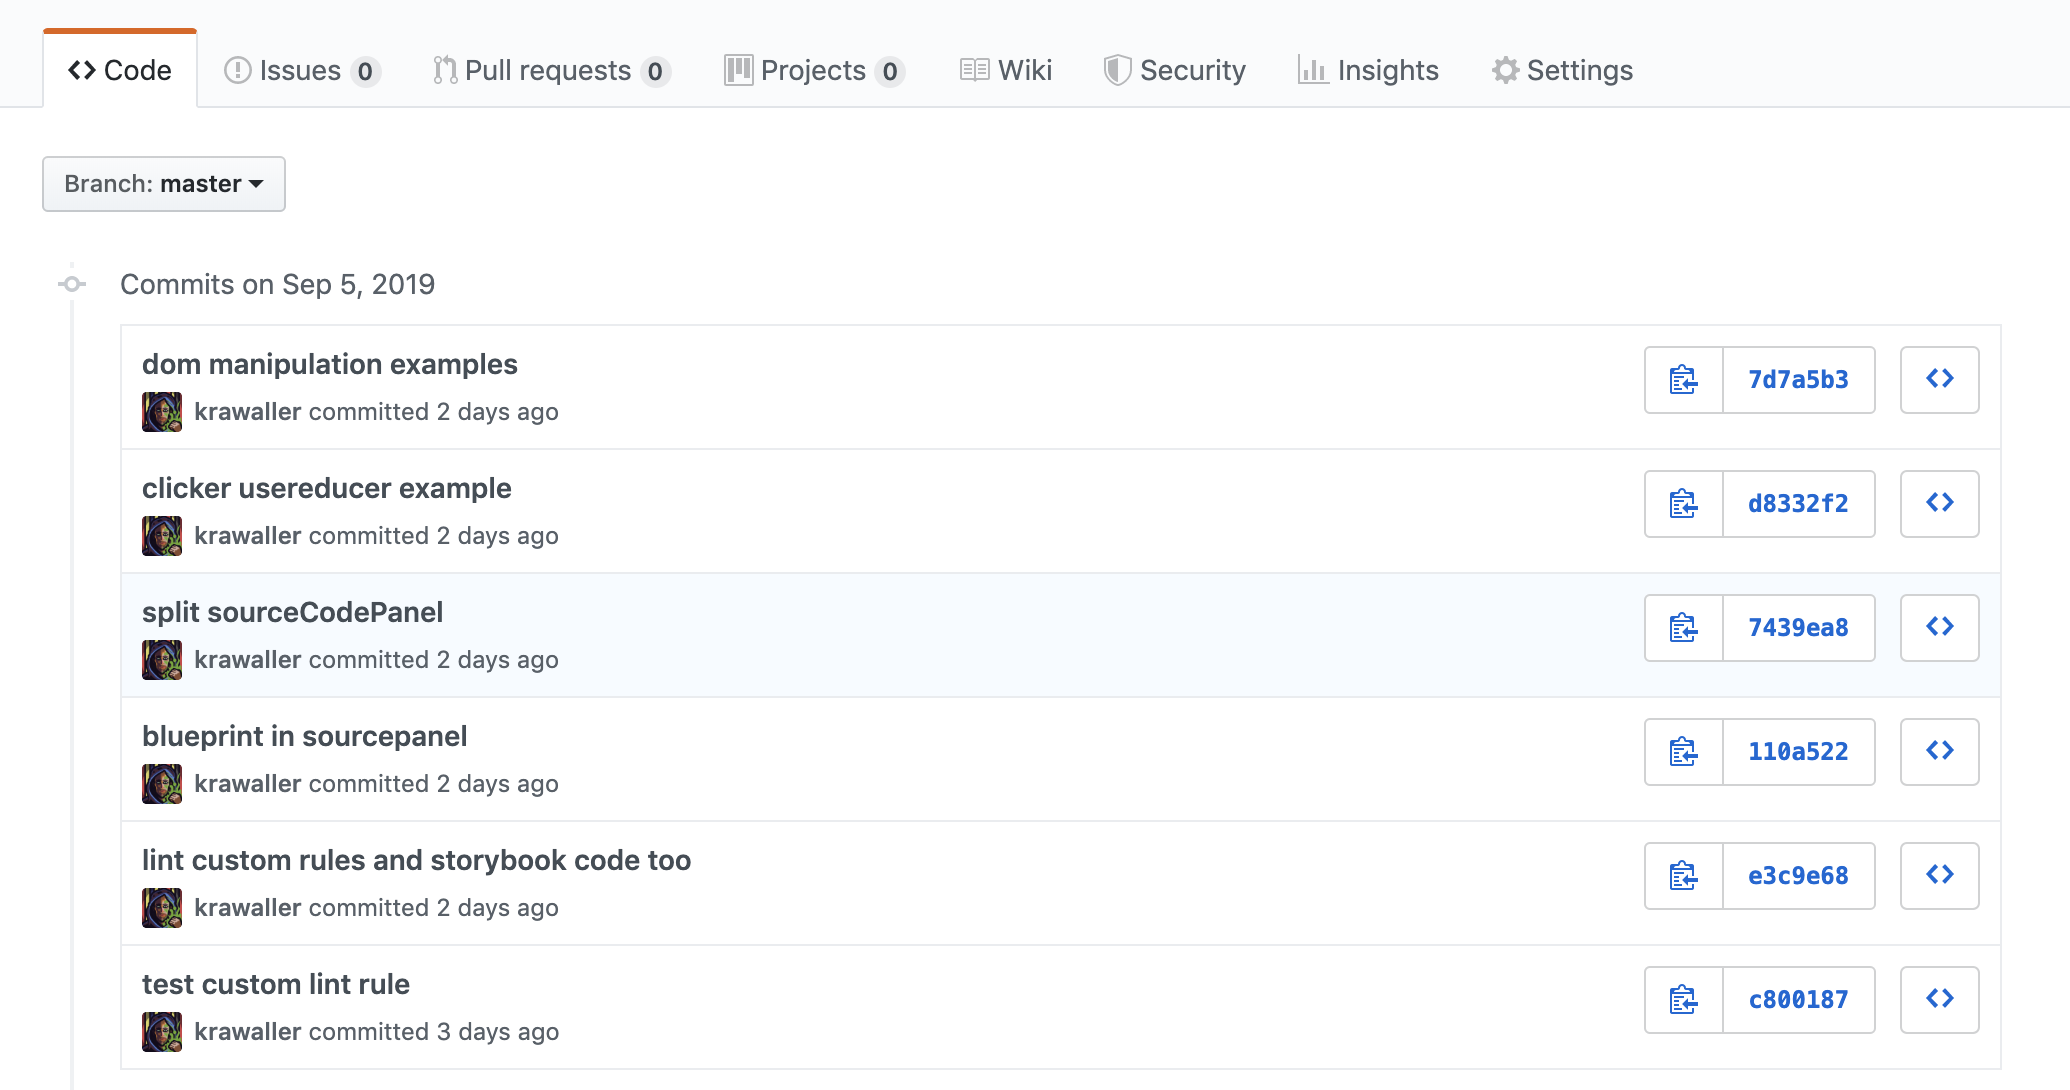 Code Issues 0 Pull requests 0 Projects 0 Wiki Security Insights Settings
Branch: master
Commits on Sep 5, 2019
dom manipulation examples
krawaller committed 2 days ago
7d7a5b3
clicker usereducer example
krawaller committed 2 days ago
d8332f2
split sourceCodePanel
krawaller committed 2 days ago
7439ea8
blueprint in sourcepanel
krawaller committed 2 days ago
110a522
lint custom rules and storybook code too
krawaller committed 2 days ago
e3c9e68
test custom lint rule
krawaller committed 3 days ago
c800187